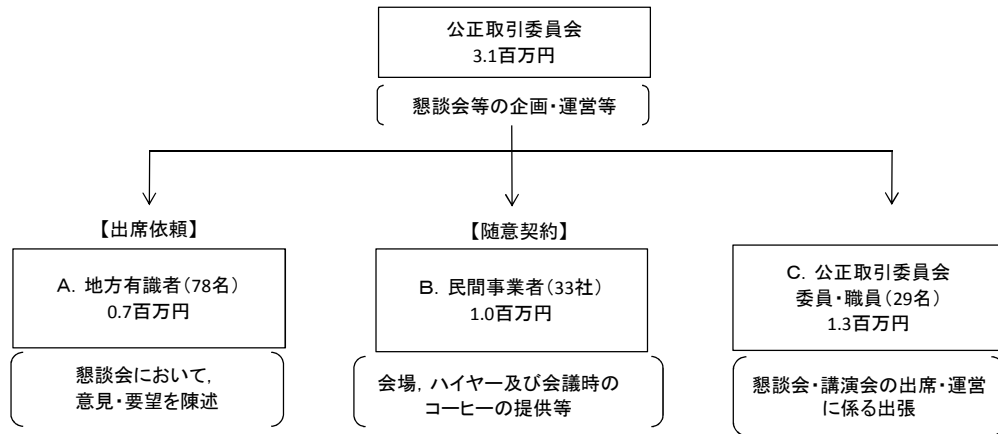 公正取引委員会
3.1百万円
懇談会等の企画・運営等
【出席依頼】
A．地方有識者（78名）
0.7百万円
懇談会において，
意見・要望を陳述
【随意契約】
B．民間事業者（33社）
1.0百万円
会場，ハイヤー及び会議時の
コーヒーの提供等
C．公正取引委員会
委員・職員（29名）
1.3百万円
懇談会・講演会の出席・運営
に係る出張